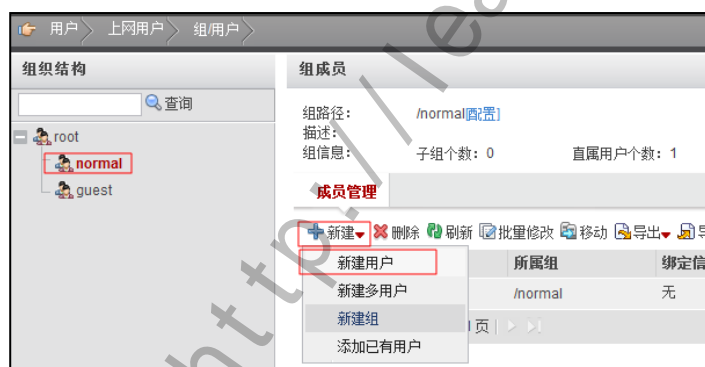 用户 上网用户 组/用户
组织结构
查询
root
normal
guest
组成员
组路径： /normal[配置]
描述：
组信息： 子组个数：0 直属用户个数：1
成员管理
新建 删除 刷新 批量修改 移动 导出
新建用户
新建多用户
新建组
添加已有用户
所属组 绑定信
/normal 无
页
http://lea